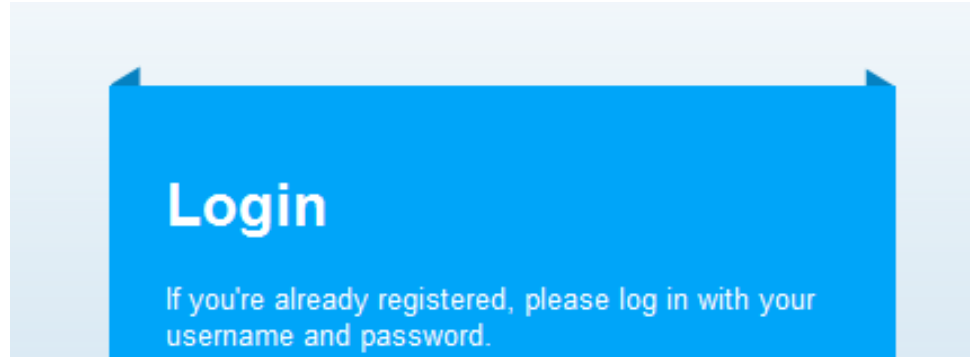 Login
If you're already registered, please log in with your
username and password.